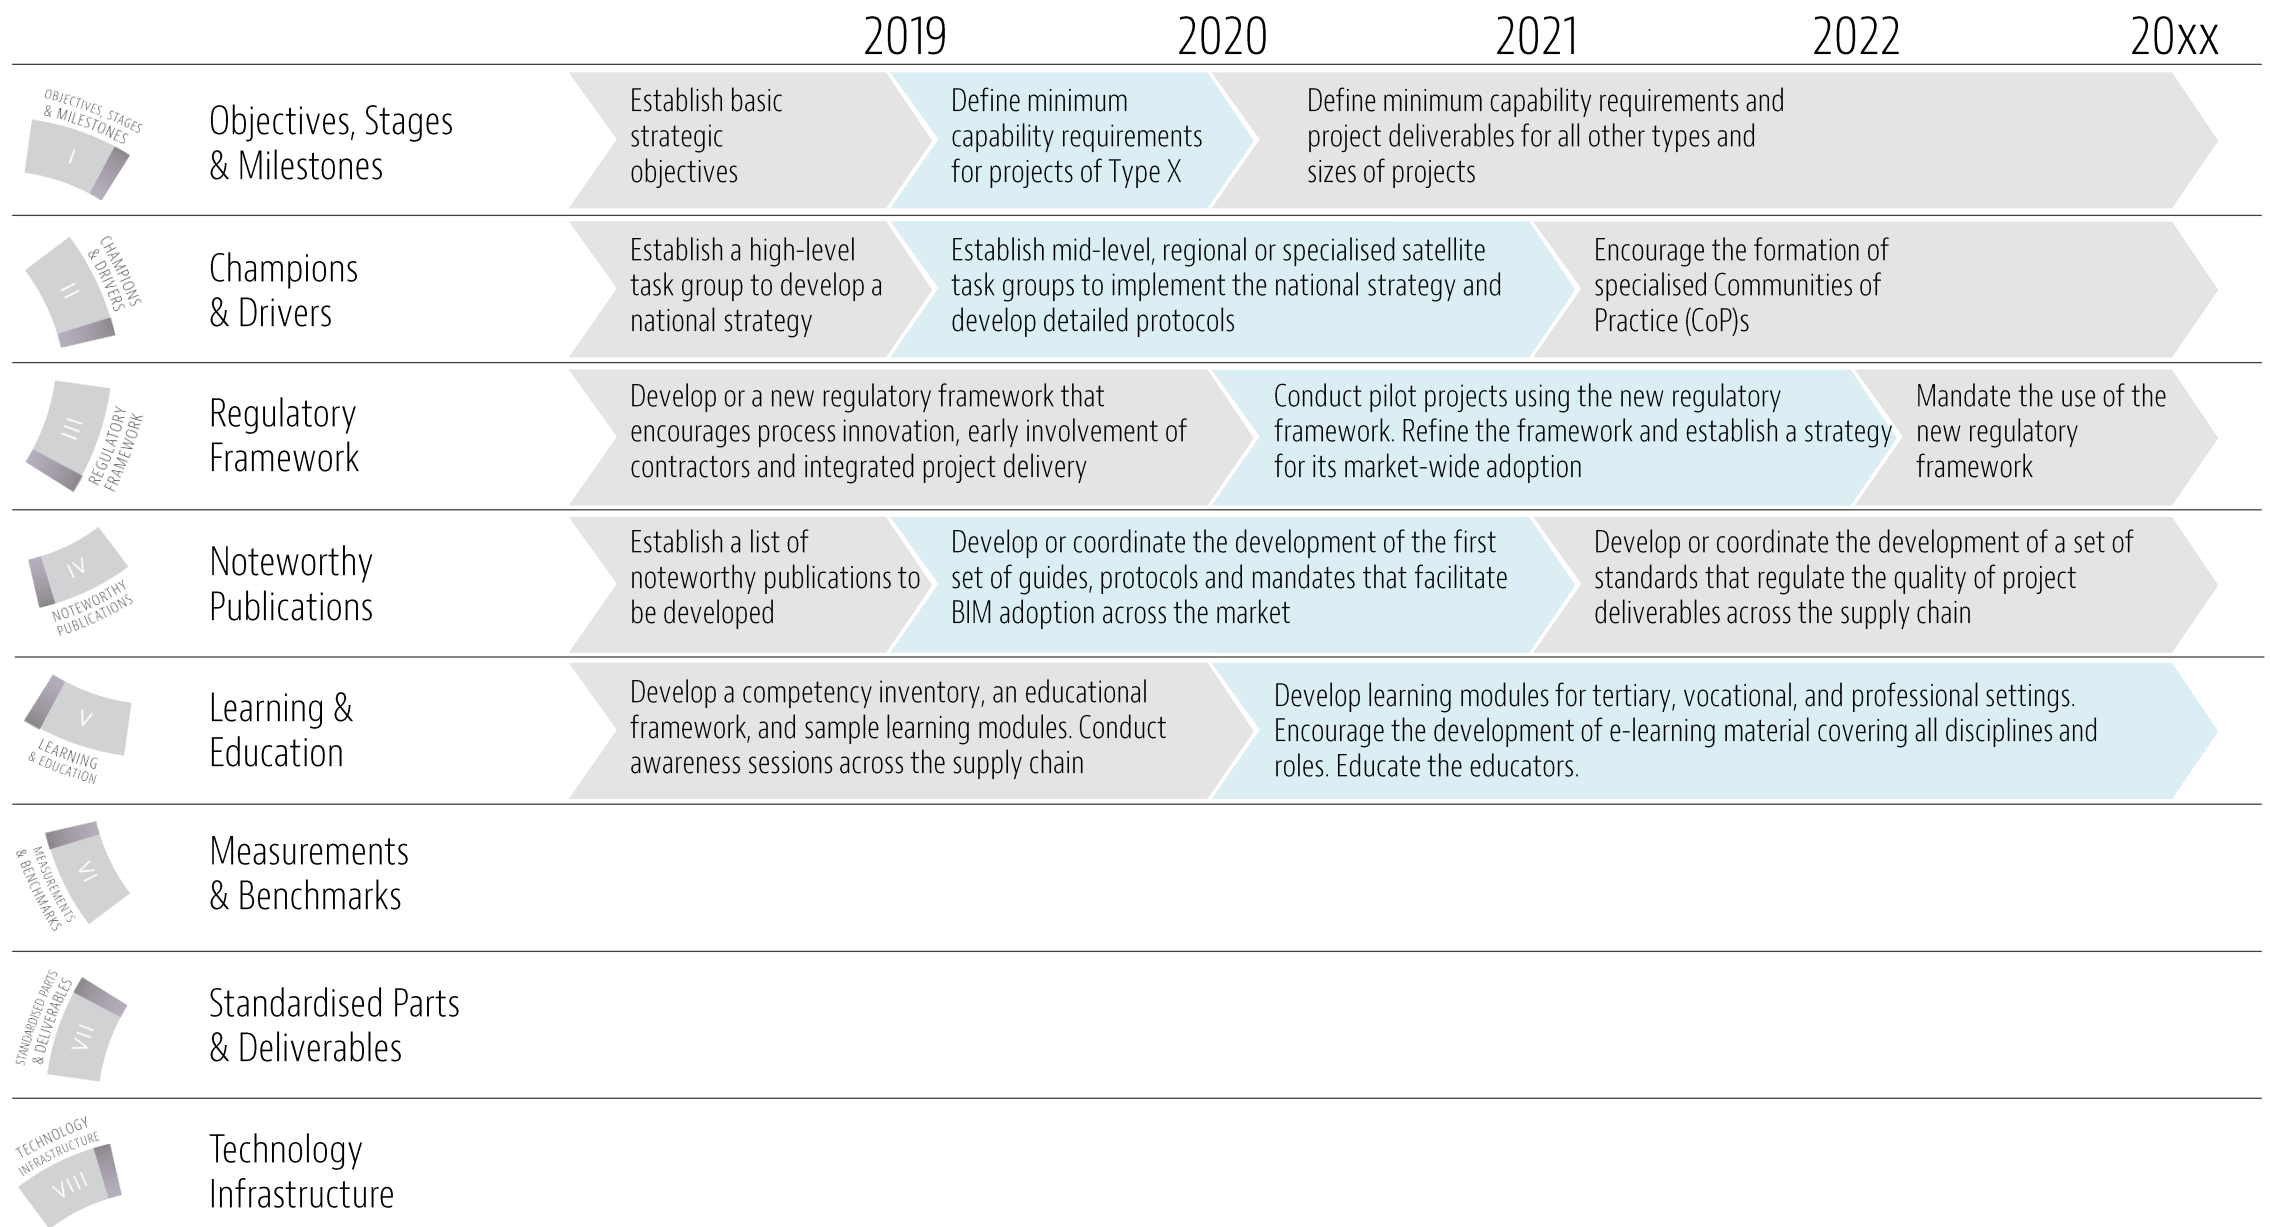 2019 2020 2021 2022 20xx
OBJECTIVES, STAGES
& MILESTONES
I
Objectives, Stages
& Milestones
Establish basic
strategic
objectives
Define minimum
capability requirements
for projects of Type X
Define minimum capability requirements and
project deliverables for all other types and
sizes of projects
CHAMPIONS
& DRIVERS
II
Champions
& Drivers
Establish a high-level
task group to develop a
national strategy
Establish mid-level, regional or specialised satellite
task groups to implement the national strategy and
develop detailed protocols
Encourage the formation of
specialised Communities of
Practice (CoP)s
REGULATORY
FRAMEWORK
III
Regulatory
Framework
Develop or a new regulatory framework that
encourages process innovation, early involvement of
contractors and integrated project delivery
Conduct pilot projects using the new regulatory
framework. Refine the framework and establish a strategy
for its market-wide adoption
Mandate the use of the
new regulatory
framework
IV
NOTEWORTHY
PUBLICATIONS
Noteworthy
Publications
Establish a list of
noteworthy publications to
be developed
Develop or coordinate the development of the first
set of guides, protocols and mandates that facilitate
BIM adoption across the market
Develop or coordinate the development of a set of
standards that regulate the quality of project
deliverables across the supply chain
V
LEARNING
& EDUCATION
Learning &
Education
Develop a competency inventory, an educational
framework, and sample learning modules. Conduct
awareness sessions across the supply chain
Develop learning modules for tertiary, vocational, and professional settings.
Encourage the development of e-learning material covering all disciplines and
roles. Educate the educators.
VI
MEASUREMENTS
& BENCHMARKS
Measurements
& Benchmarks
STANDARDISED PARTS
& DELIVERABLES
VII
Standardised Parts
& Deliverables
TECHNOLOGY
INFRASTRUCTURE
VIII
Technology
Infrastructure